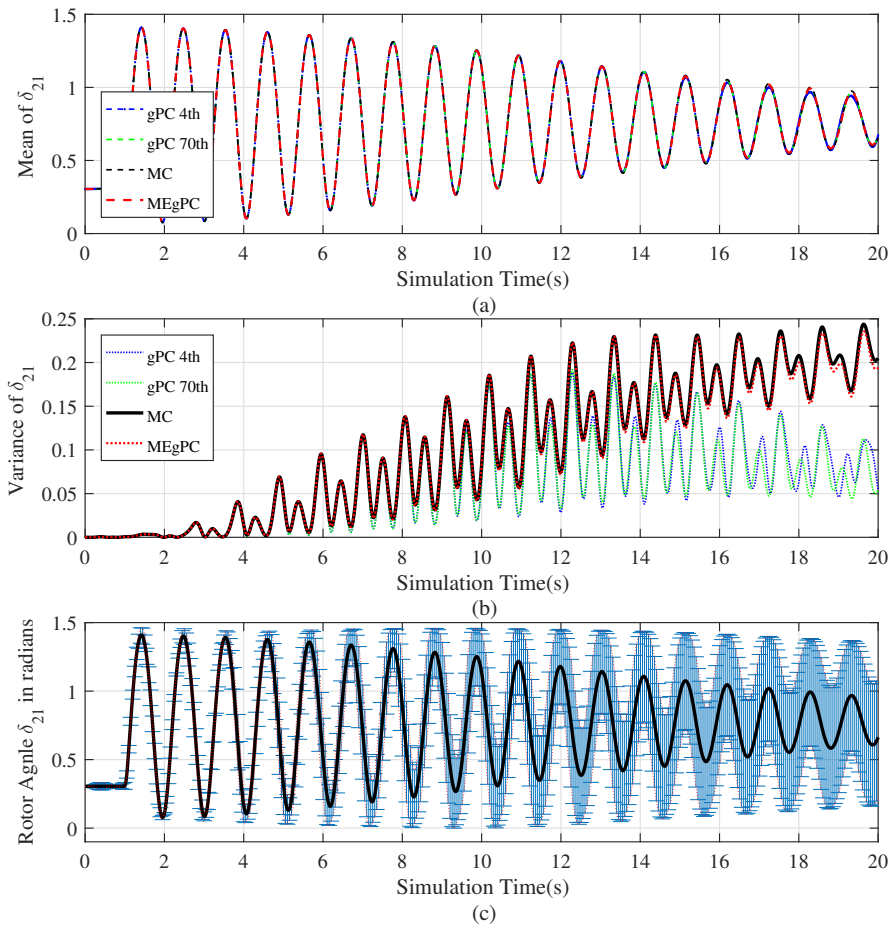 1.5
1
0.5
0
Mean of δ21
gPC 4th
gPC 70th
MC
MEgPC
0 2 4 6 8 10 12 14 16 18 20
Simulation Time(s)
(a)
0.25
0.2
0.15
0.1
0.05
0
Variance of δ21
gPC 4th
gPC 70th
MC
MEgPC
0 2 4 6 8 10 12 14 16 18 20
Simulation Time(s)
(b)
1.5
1
0.5
0
Rotor Agnle δ21 in radians
0 2 4 6 8 10 12 14 16 18 20
Simulation Time(s)
(c)